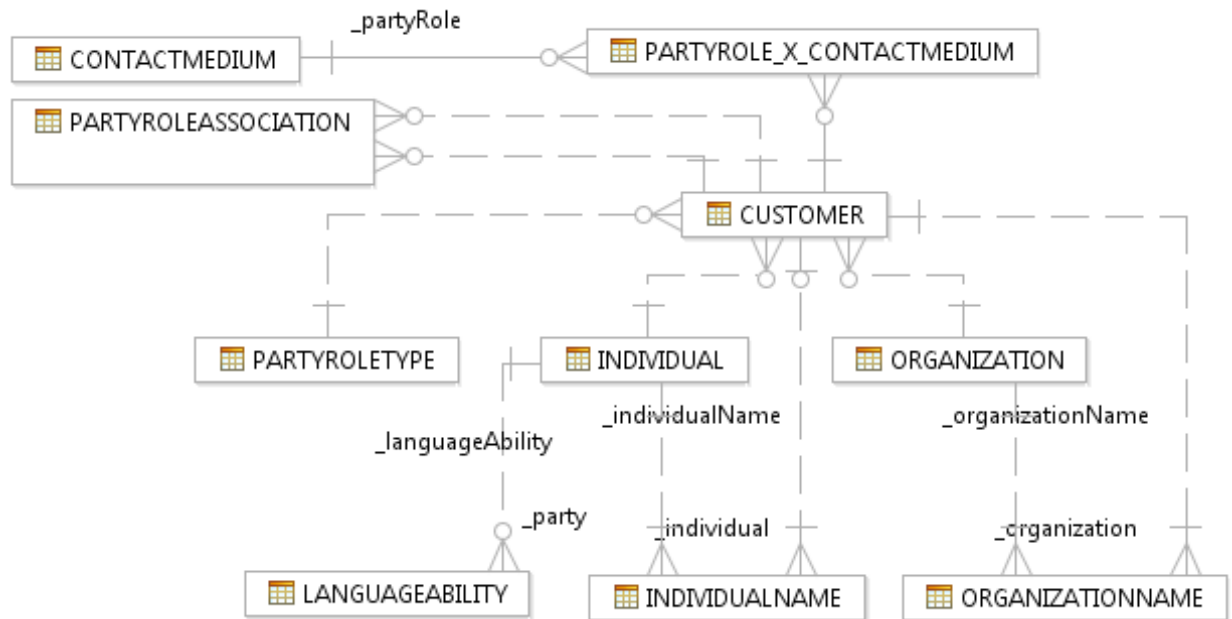 _partyRole
CONTACTMEDIUM
PARTYROLE_X_CONTACTMEDIUM
PARTYROLEASSOCIATION
CUSTOMER
PARTYROLETYPE
INDIVIDUAL
ORGANIZATION
_individualName
_organizationName
_languageAbility
_party
_individual
_organization
LANGUAGEABILITY
INDIVIDUALNAME
ORGANIZATIONNAME